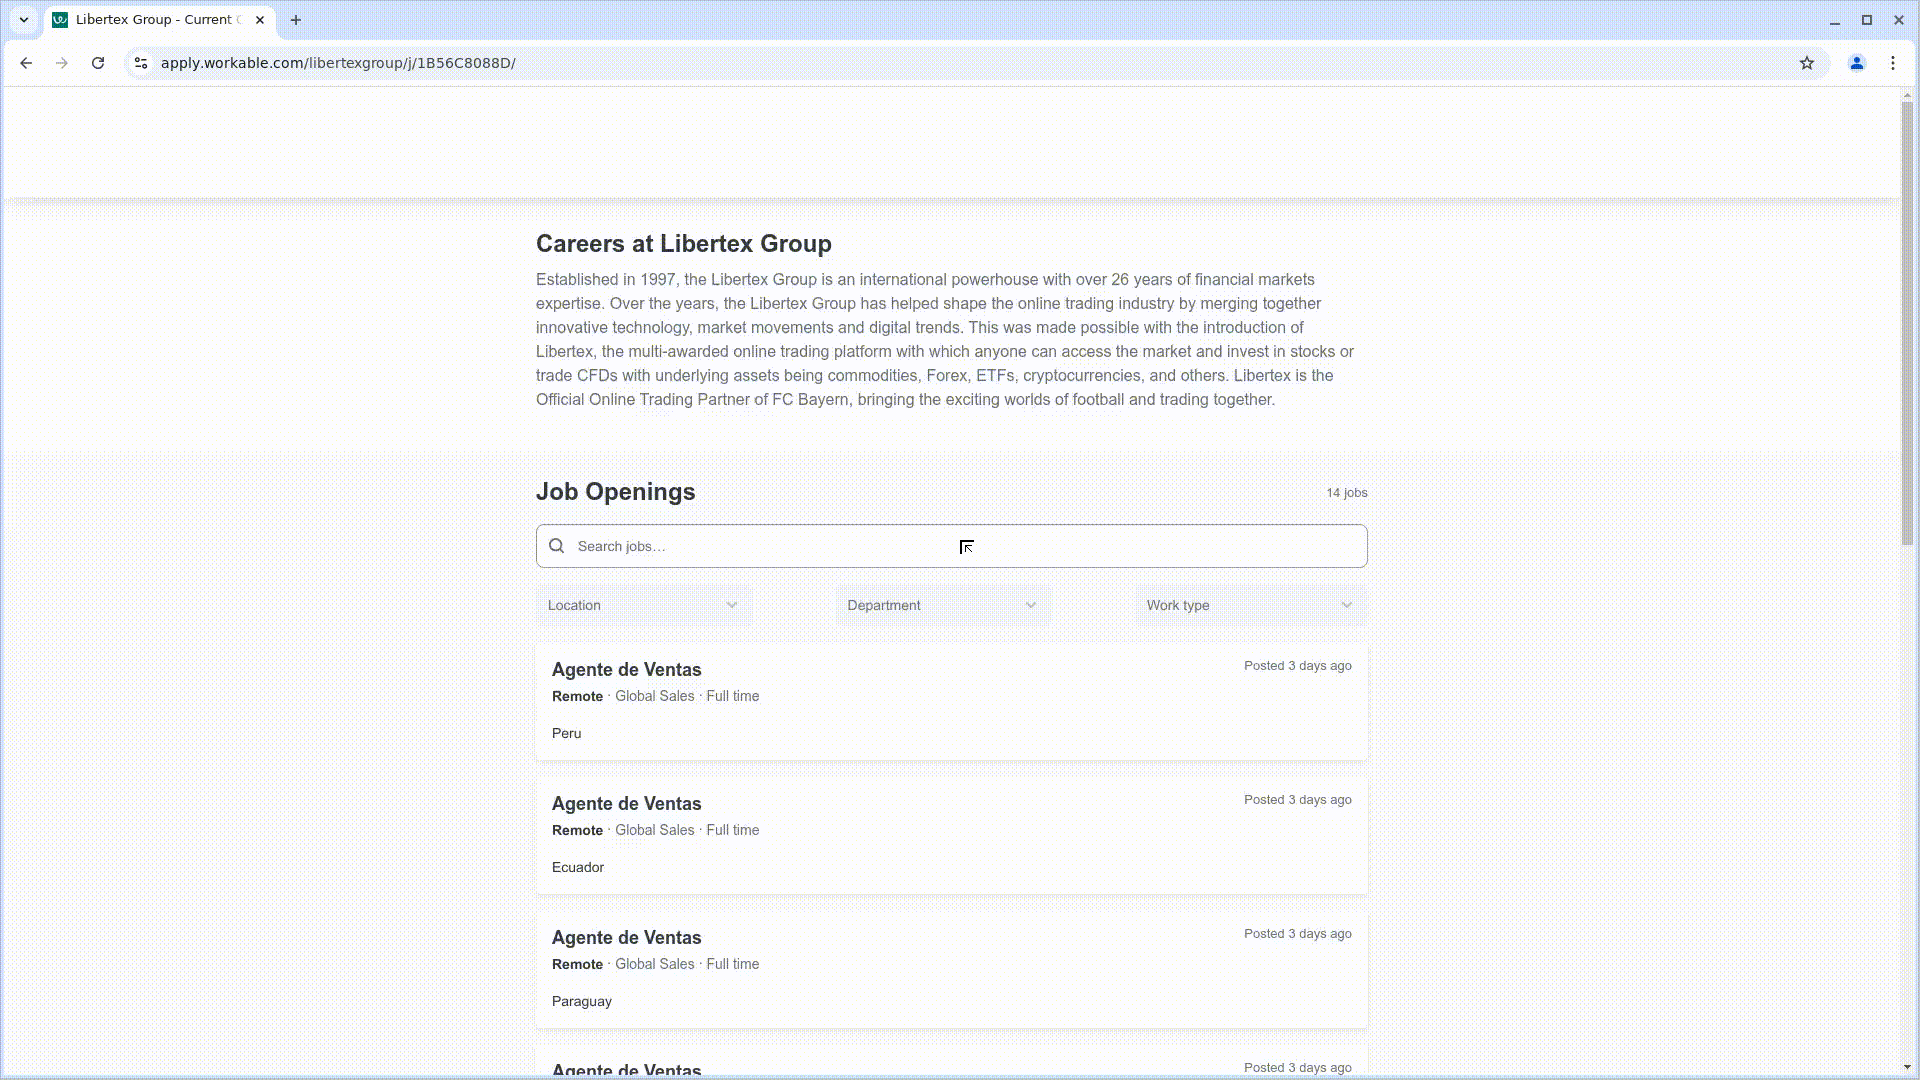 Libertex Group - Current
apply.workable.com/libertexgroup/j/1B56C8088D/
Careers at Libertex Group
Established in 1997, the Libertex Group is an international powerhouse with over 26 years of financial markets
expertise. Over the years, the Libertex Group has helped shape the online trading industry by merging together
innovative technology, market movements and digital trends. This was made possible with the introduction of
Libertex, the multi-awarded online trading platform with which anyone can access the market and invest in stocks or
trade CFDs with underlying assets being commodities, Forex, ETFs, cryptocurrencies, and others. Libertex is the
Official Online Trading Partner of FC Bayern, bringing the exciting worlds of football and trading together.
Job Openings
14 jobs
Search jobs…
Location
Department
Work type
Agente de Ventas
Posted 3 days ago
Remote · Global Sales · Full time
Peru
Agente de Ventas
Posted 3 days ago
Remote · Global Sales · Full time
Ecuador
Agente de Ventas
Posted 3 days ago
Remote · Global Sales · Full time
Paraguay
Agente de Ventas
Posted 3 days ago